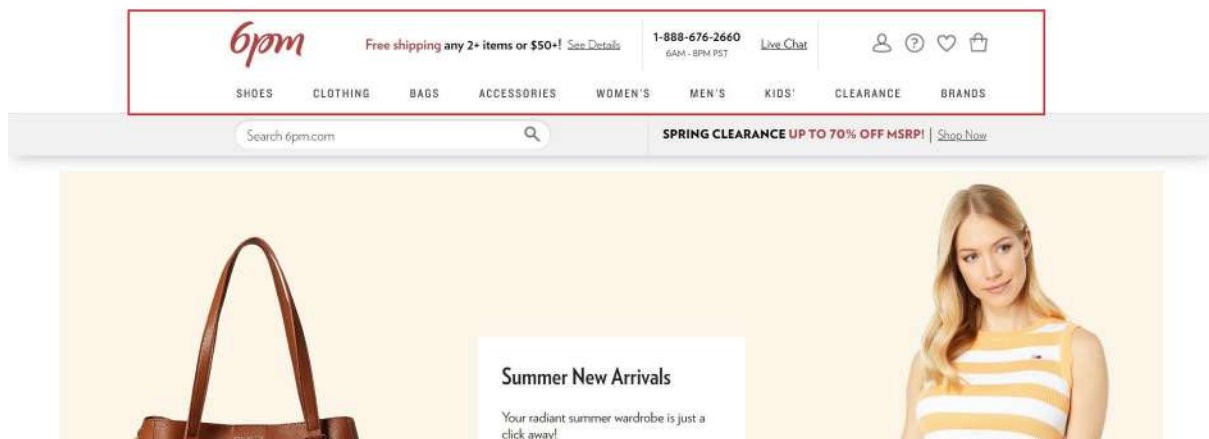 6pm
Free shipping any 2+ items or $50+! See Details
1-888-676-2660
6AM - 8PM PST
Live Chat
SHOES CLOTHING BAGS ACCESSORIES WOMEN'S MEN'S KIDS' CLEARANCE BRANDS
Search 6pm.com
SPRING CLEARANCE UP TO 70% OFF MSRP! | Shop Now
Summer New Arrivals
Your radiant summer wardrobe is just a
click away!